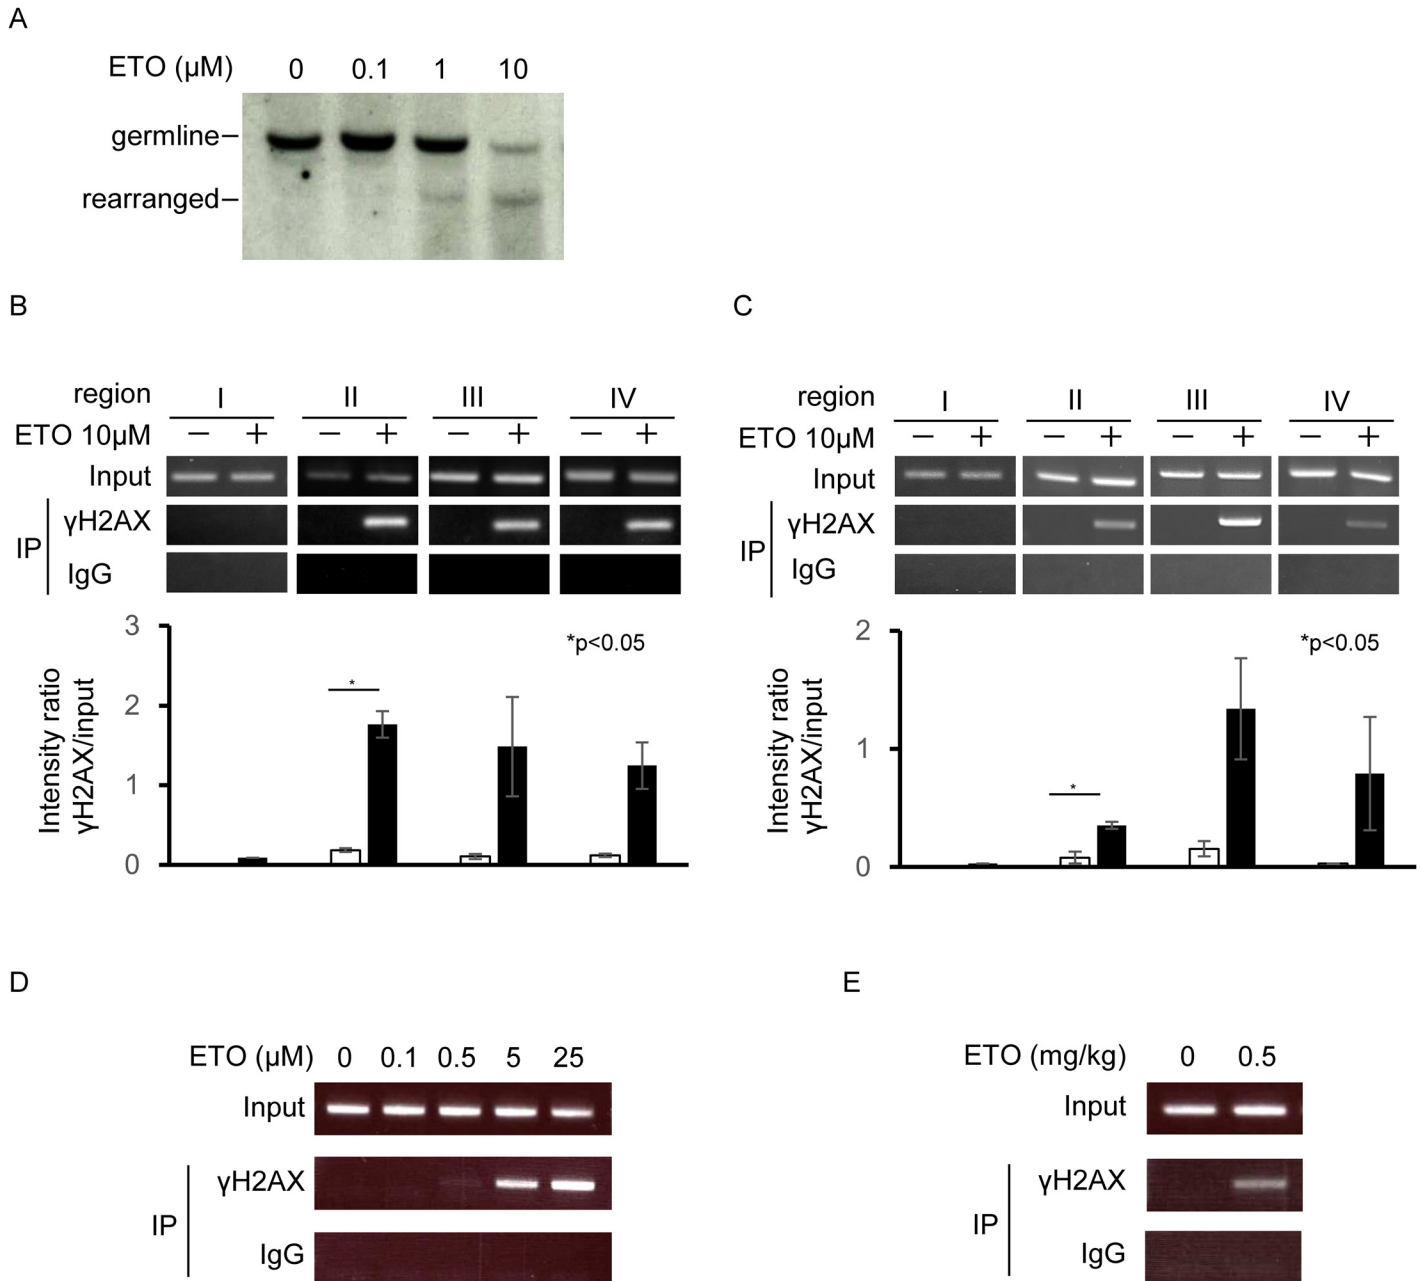 A
ETO (μM) 0 0.1 1 10
germline
rearranged
B
region I II III IV
ETO 10μM − + − + − + − +
Input
IP
γH2AX
IgG
3
2
1
0
Intensity ratio
γH2AX/input
*p<0.05
*
C
region I II III IV
ETO 10μM − + − + − + − +
Input
IP
γH2AX
IgG
2
1
0
Intensity ratio
γH2AX/input
*p<0.05
*
D
ETO (μM) 0 0.1 0.5 5 25
Input
IP
γH2AX
IgG
E
ETO (mg/kg) 0 0.5
Input
IP
γH2AX
IgG